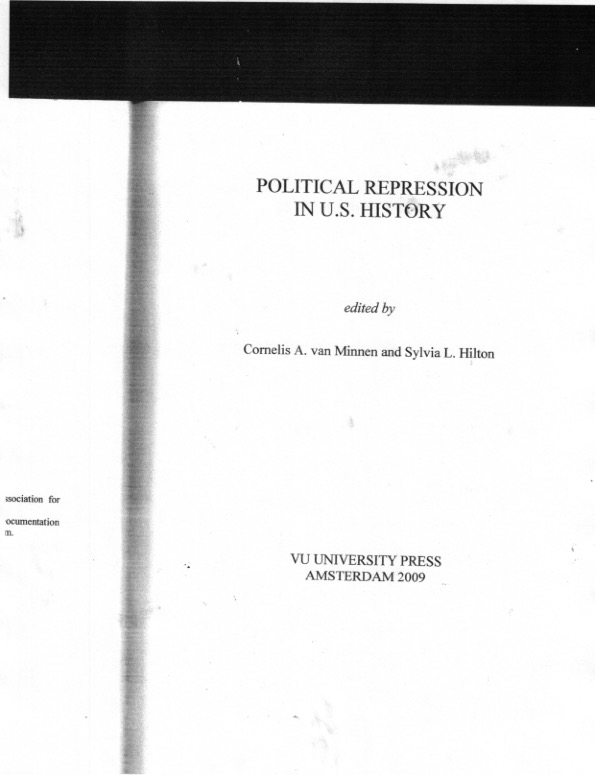 POLITICAL REPRESSION
IN U.S. HISTORY
edited by
Cornelis A. van Minnen and Sylvia L. Hilton
ssociation for
ocumentation
m.
VU UNIVERSITY PRESS
AMSTERDAM 2009